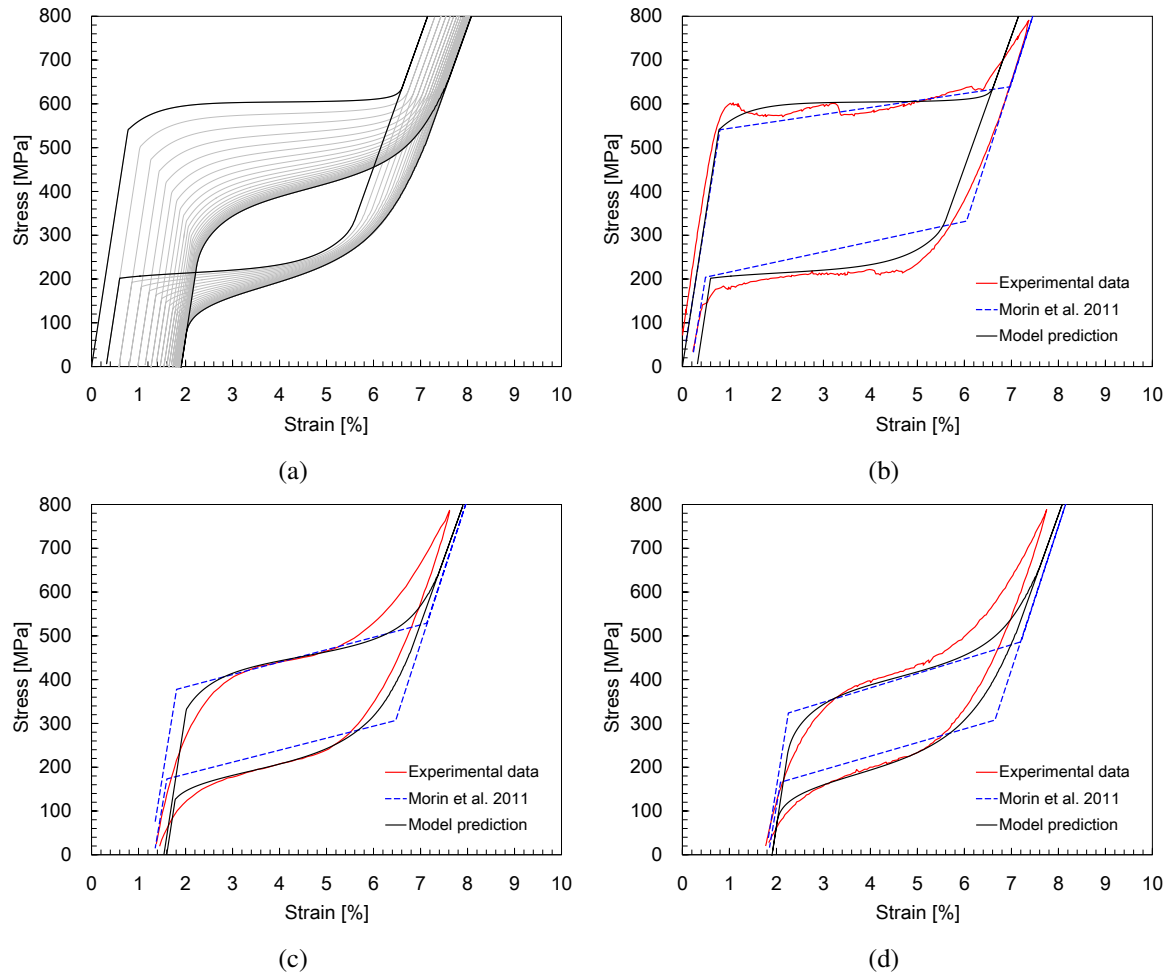 800
700
600
500
400
300
200
100
0
Stress [MPa]
0 1 2 3 4 5 6 7 8 9 10
Strain [%]
(a)
800
700
600
500
400
300
200
100
0
Stress [MPa]
Experimental data
Morin et al. 2011
Model prediction
0 1 2 3 4 5 6 7 8 9 10
Strain [%]
(b)
800
700
600
500
400
300
200
100
0
Stress [MPa]
Experimental data
Morin et al. 2011
Model prediction
0 1 2 3 4 5 6 7 8 9 10
Strain [%]
(c)
800
700
600
500
400
300
200
100
0
Stress [MPa]
Experimental data
Morin et al. 2011
Model prediction
0 1 2 3 4 5 6 7 8 9 10
Strain [%]
(d)